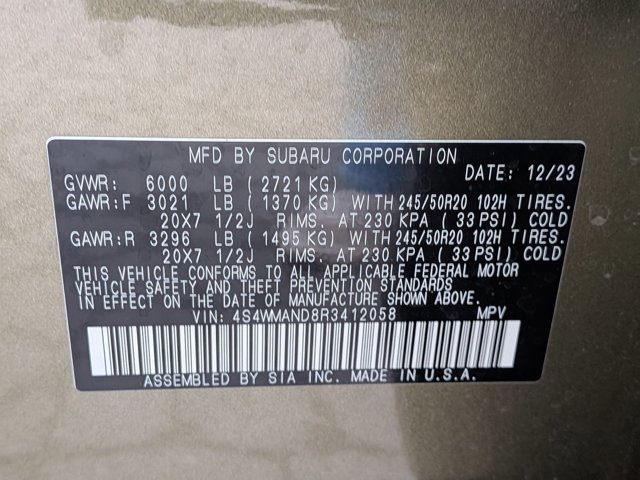 MFD BY SUBARU CORPORATION
DATE: 12/23
GVWR: 6000 LB (2721 KG)
GAWR:F 3021 LB (1370 KG) WITH 245/50R20 102H TIRES.
20X7 1/2J RIMS. AT 230 KPA (33 PSI) COLD
GAWR:R 3296 LB (1495 KG) WITH 245/50R20 102H TIRES.
20X7 1/2J RIMS. AT 230 KPA (33 PSI) COLD
THIS VEHICLE CONFORMS TO ALL APPLICABLE FEDERAL MOTOR
VEHICLE SAFETY AND THEFT PREVENTION STANDARDS
IN EFFECT ON THE DATE OF MANUFACTURE SHOWN ABOVE.
VIN: 4S4WMAND8R3412058 MPV
ASSEMBLED BY SIA INC. MADE IN U.S.A.